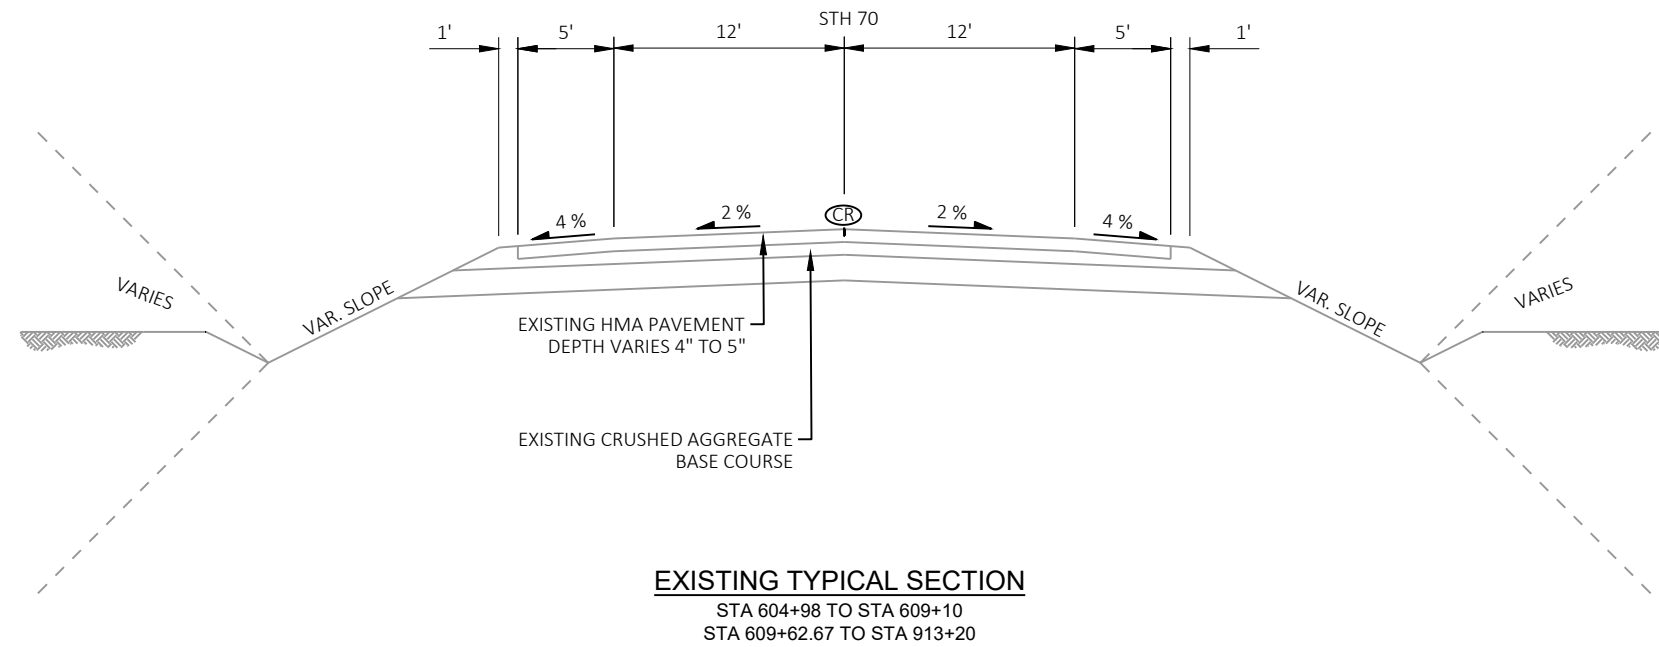 STH 70
1'
5'
12'
12'
5'
1'
4 %
2 %
CR
2 %
4 %
VARIES
VAR. SLOPE
VAR. SLOPE
VARIES
EXISTING HMA PAVEMENT
DEPTH VARIES 4" TO 5"
EXISTING CRUSHED AGGREGATE
BASE COURSE
EXISTING TYPICAL SECTION
STA 604+98 TO STA 609+10
STA 609+62.67 TO STA 913+20